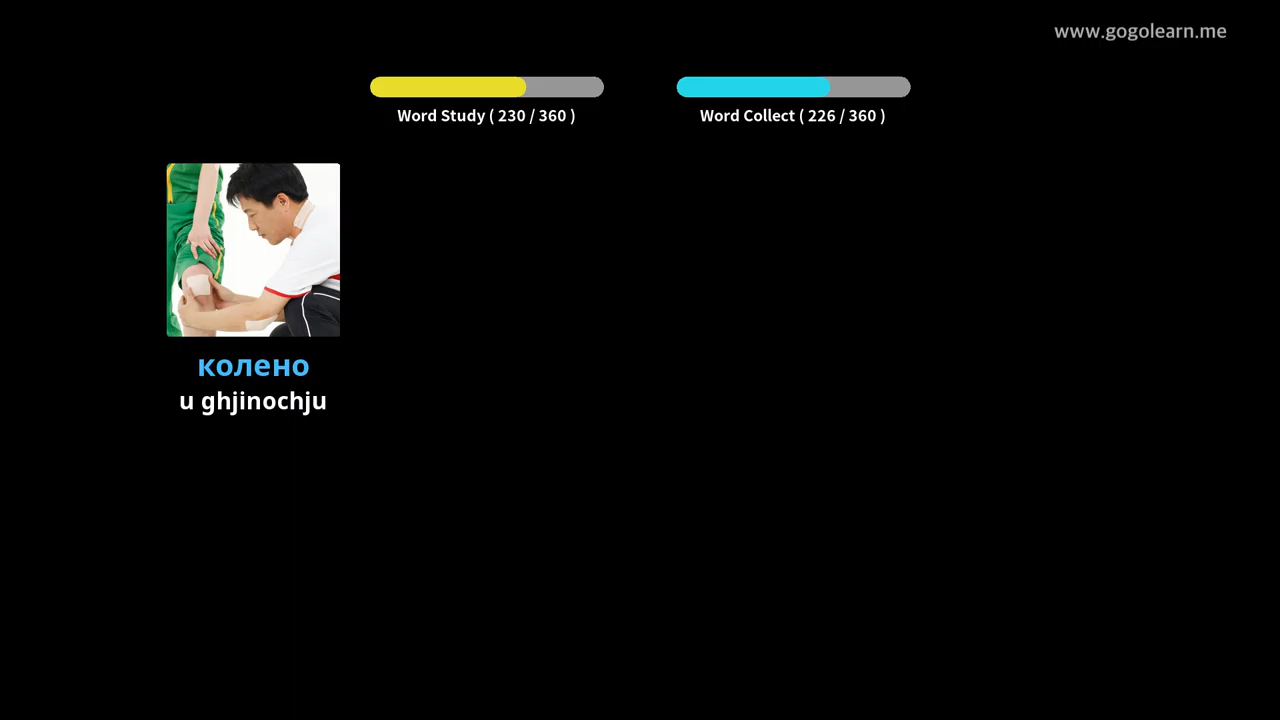 www.gogolearn.me
Word Study ( 230 / 360 )
Word Collect ( 226 / 360 )
колено
u ghjinochju